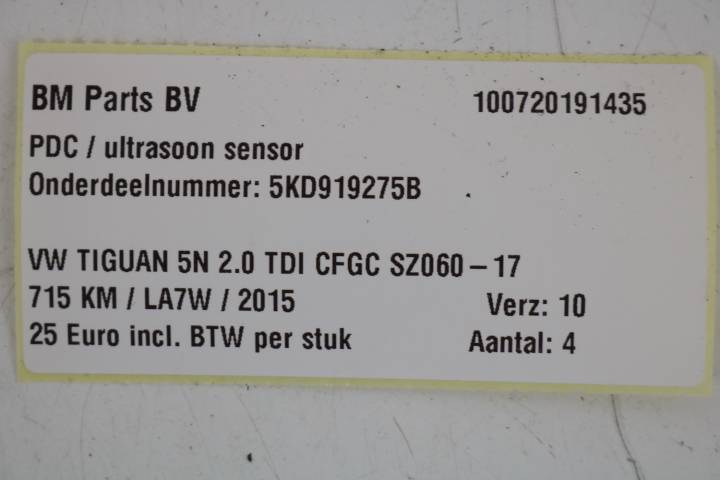 BM Parts BV 100720191435
PDC / ultrasoon sensor
Onderdeelnummer: 5KD919275B
VW TIGUAN 5N 2.0 TDI CFGC SZ060 – 17
715 KM / LA7W / 2015 Verz: 10
25 Euro incl. BTW per stuk Aantal: 4